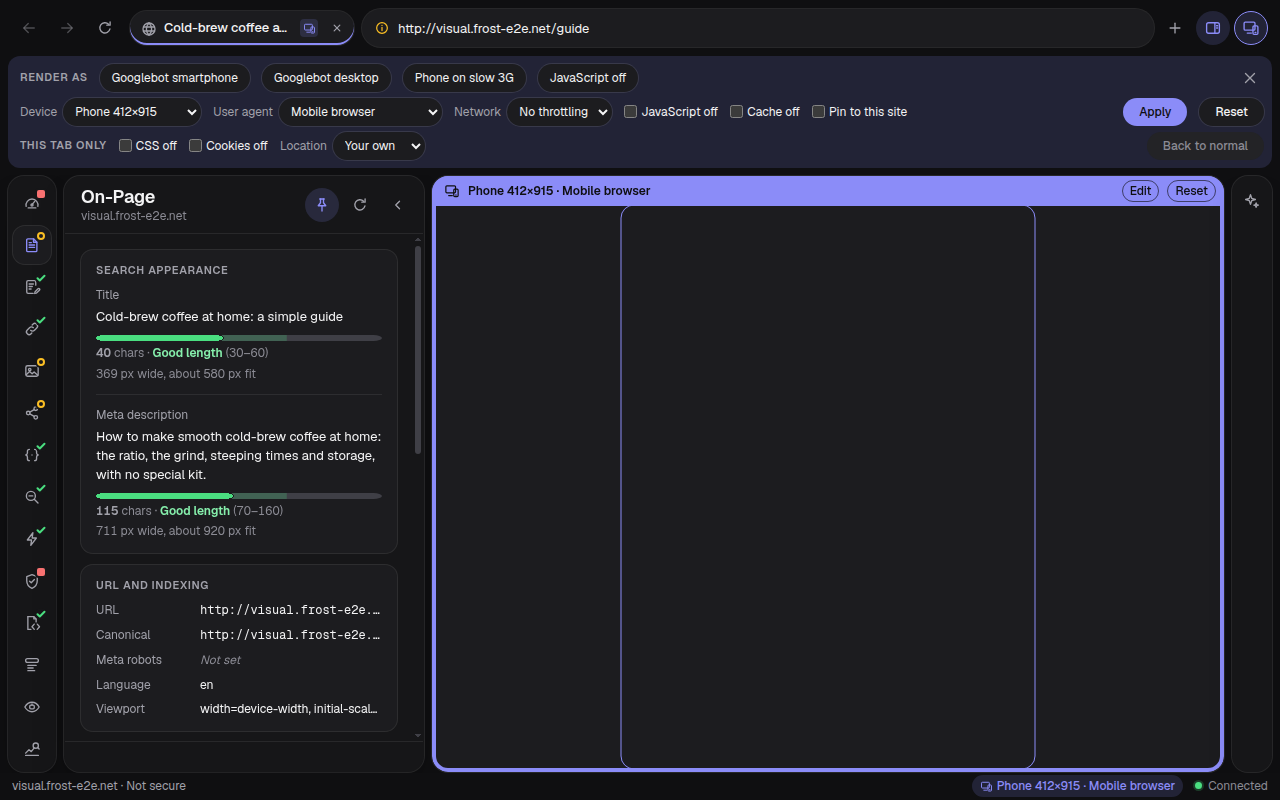 Cold-brew coffee a...
http://visual.frost-e2e.net/guide
RENDER AS
Googlebot smartphone
Googlebot desktop
Phone on slow 3G
JavaScript off
Device
Phone 412×915
User agent
Mobile browser
Network
No throttling
JavaScript off
Cache off
Pin to this site
Apply
Reset
THIS TAB ONLY
CSS off
Cookies off
Location
Your own
Back to normal
On-Page
visual.frost-e2e.net
Phone 412×915 · Mobile browser
Edit
Reset
SEARCH APPEARANCE
Title
Cold-brew coffee at home: a simple guide
40 chars · Good length (30–60)
369 px wide, about 580 px fit
Meta description
How to make smooth cold-brew coffee at home:
the ratio, the grind, steeping times and storage,
with no special kit.
115 chars · Good length (70–160)
711 px wide, about 920 px fit
URL AND INDEXING
URL
http://visual.frost-e2e.…
Canonical
http://visual.frost-e2e.…
Meta robots
Not set
Language
en
Viewport
width=device-width, initial-scal...
visual.frost-e2e.net · Not secure
Phone 412×915 · Mobile browser
Connected